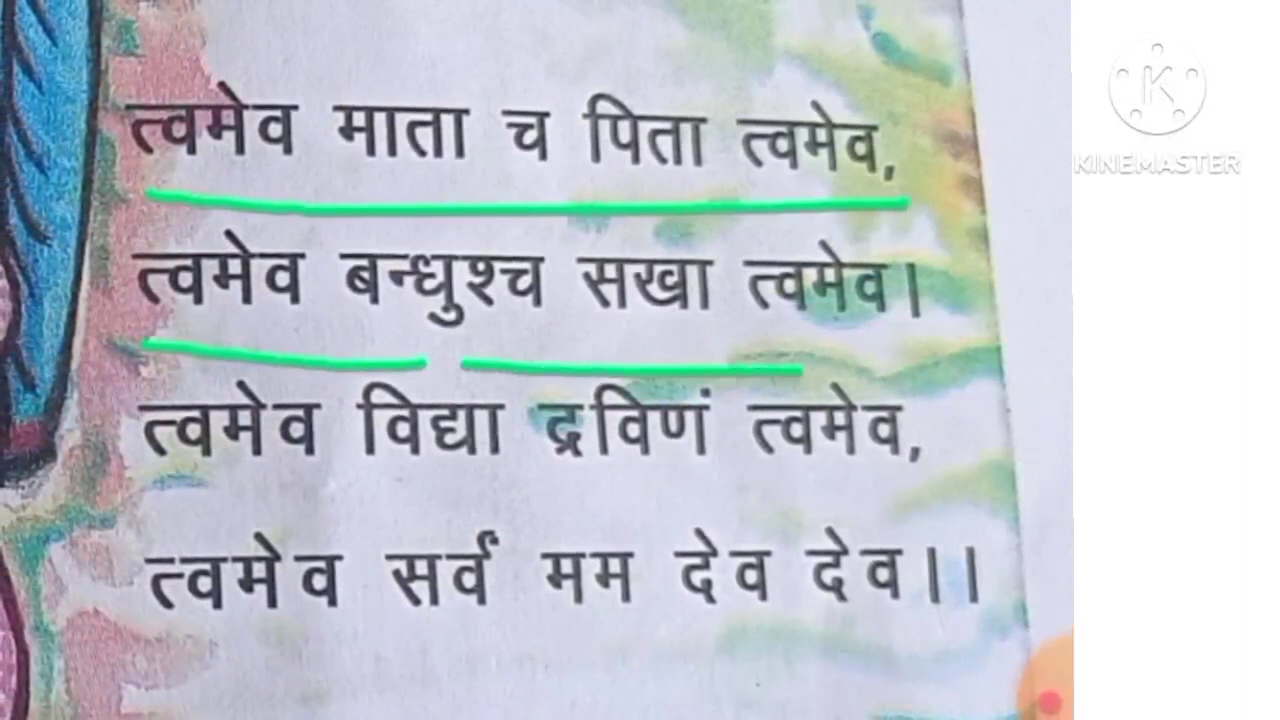 त्वमेव माता च पिता त्वमेव,
त्वमेव बन्धुश्च सखा त्वमेव।
त्वमेव विद्या द्रविणं त्वमेव,
त्वमेव सर्वं मम देव देव।।
KINEMASTER